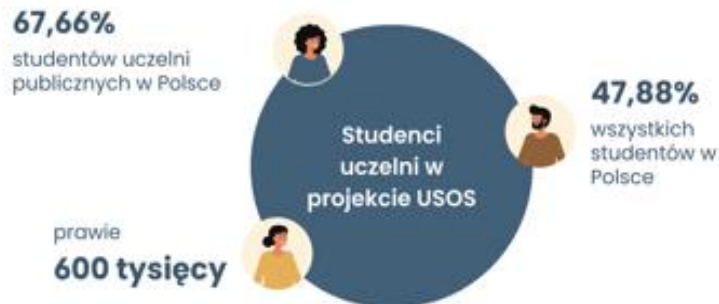 67,66%
studentów uczelni
publicznych w Polsce
47,88%
wszystkich
studentów w
Polsce
Studenci
uczelni w
projekcie USOS
prawie
600 tysięcy